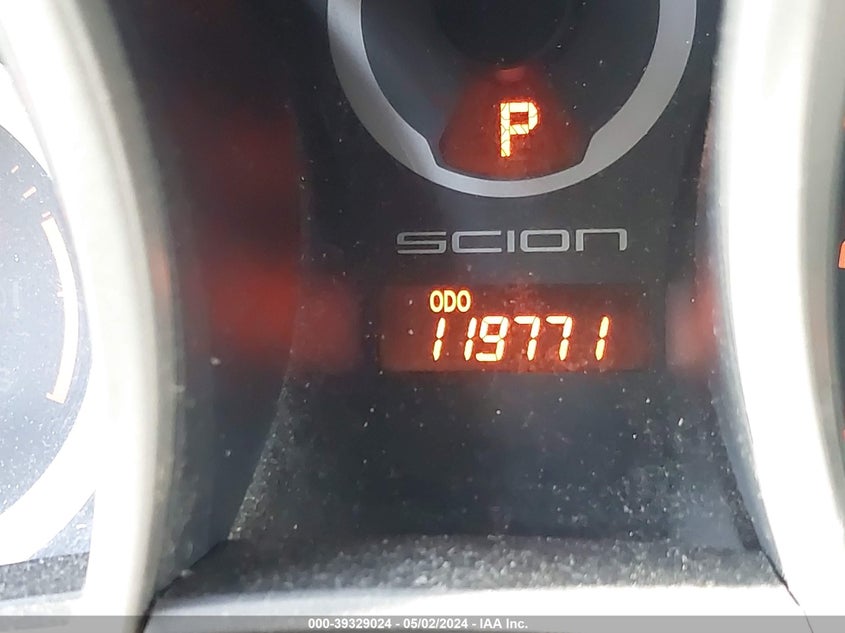 P
SCION
ODO
119771
000-39329024 - 05/02/2024 - IAA Inc.